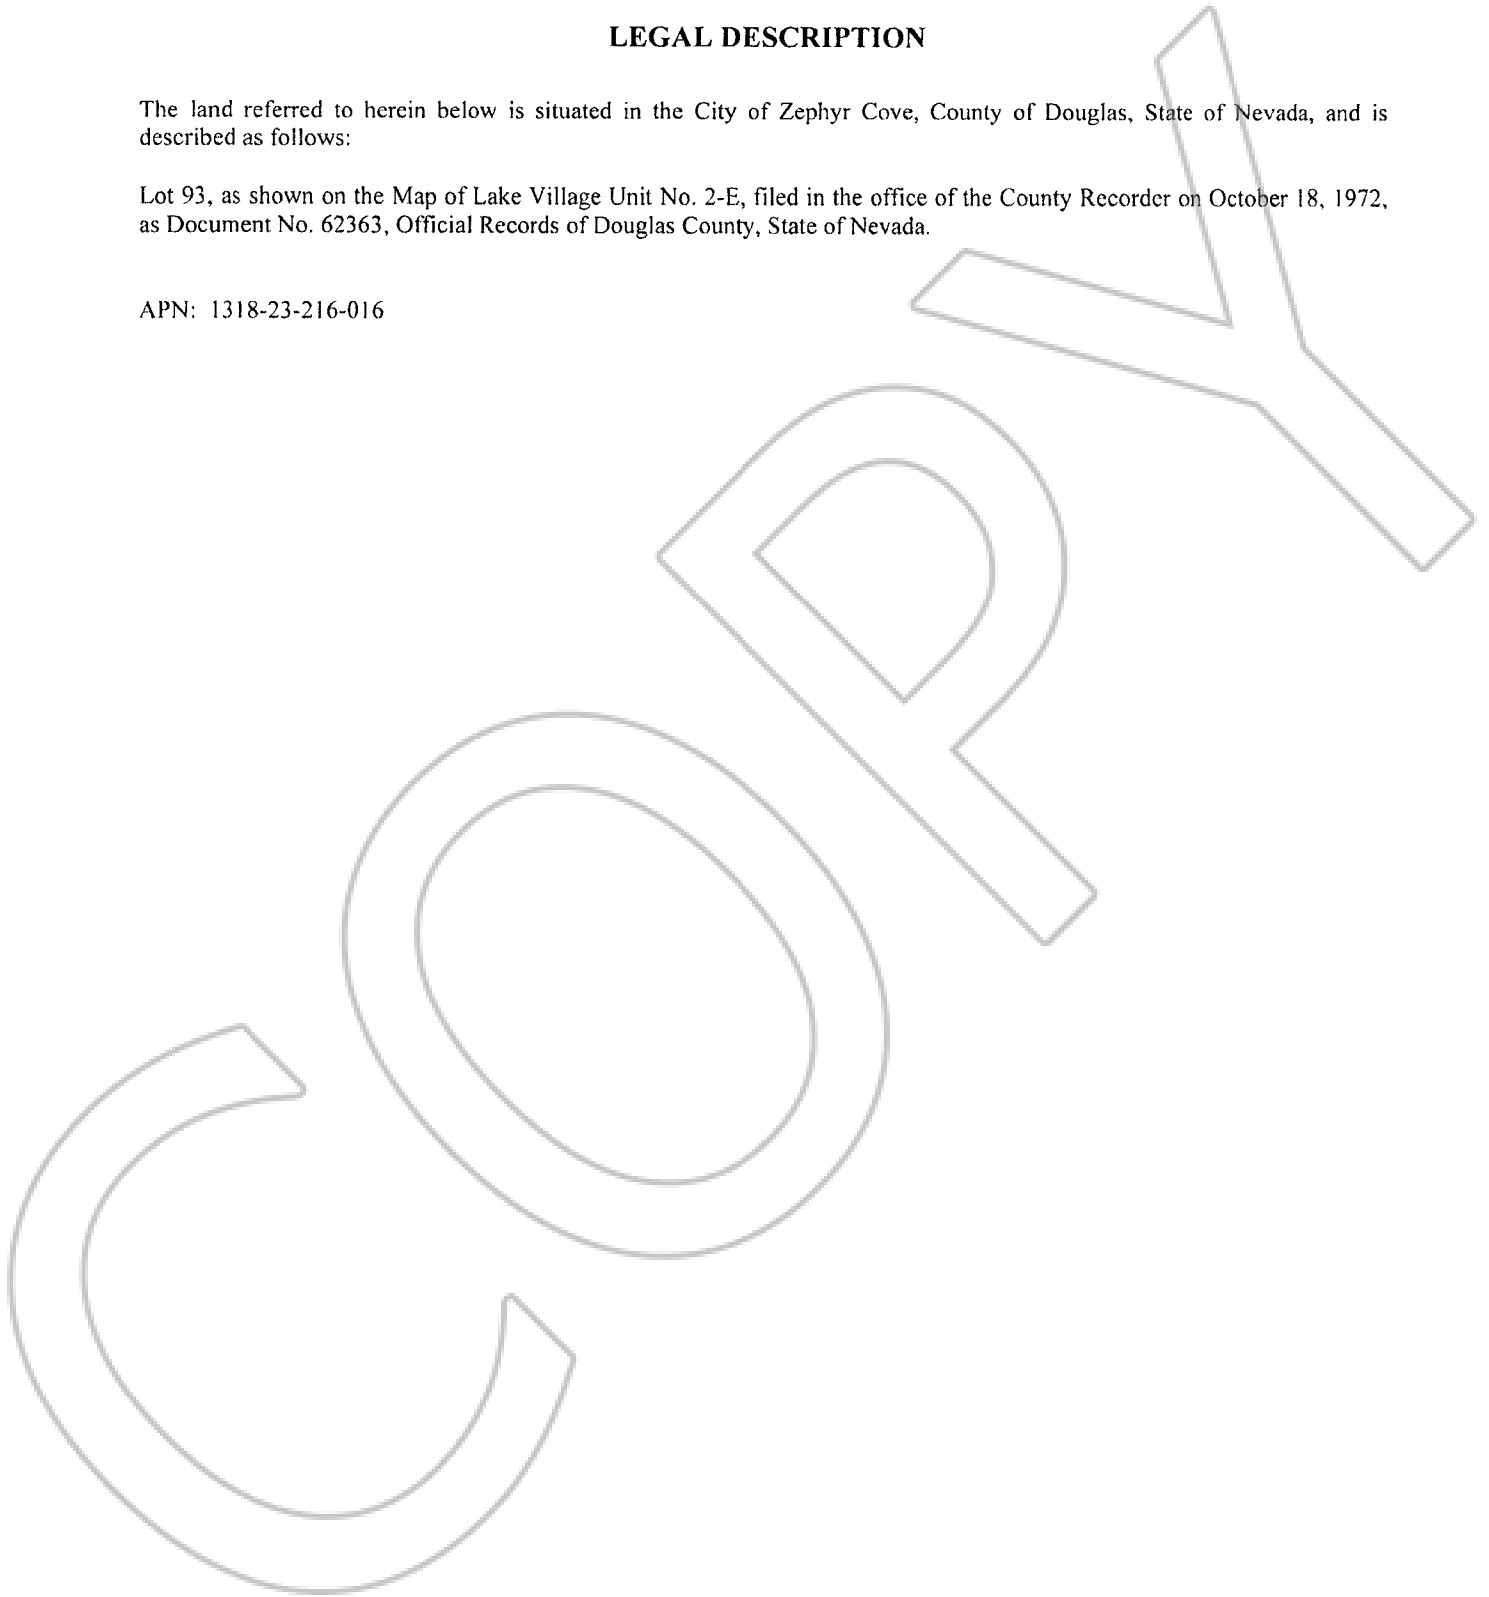 LEGAL DESCRIPTION
The land referred to herein below is situated in the City of Zephyr Cove, County of Douglas, State of Nevada, and is
described as follows:
Lot 93, as shown on the Map of Lake Village Unit No. 2-E, filed in the office of the County Recorder on October 18, 1972,
as Document No. 62363, Official Records of Douglas County, State of Nevada.
APN: 1318-23-216-016
COPY